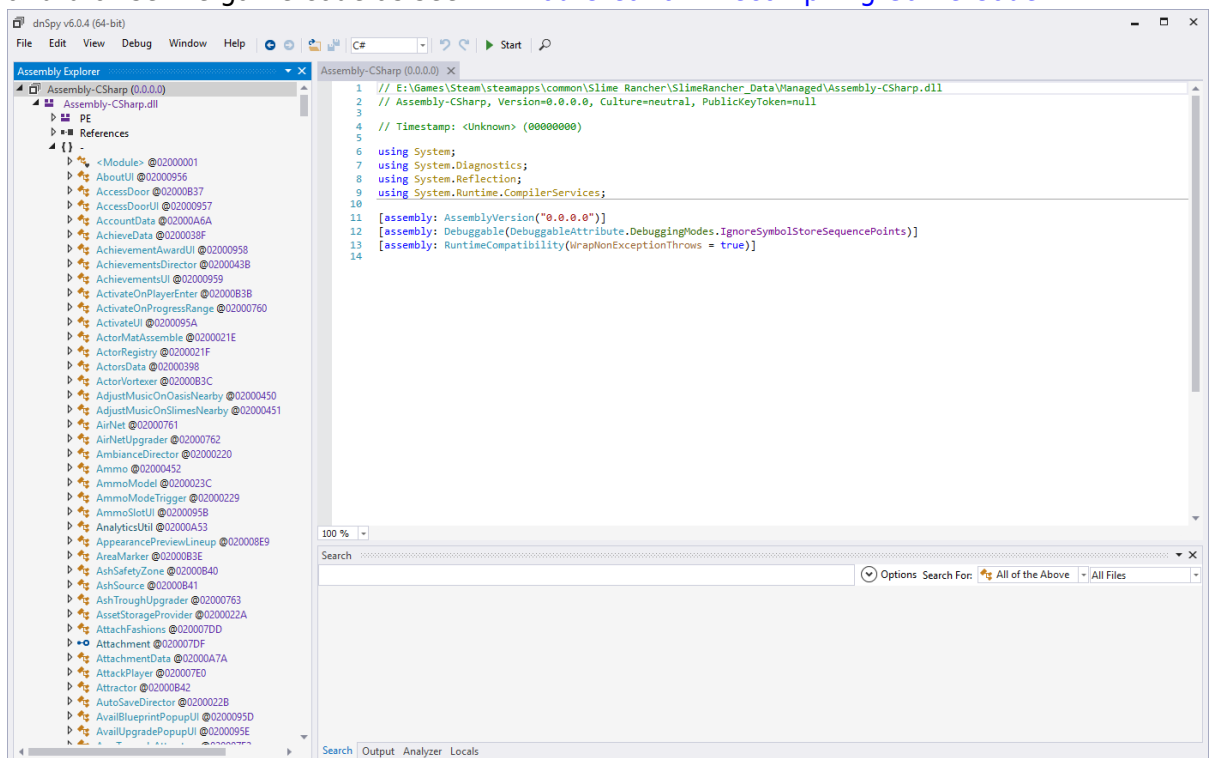 dnSpy v6.0.4 (64-bit)
File Edit View Debug Window Help C# Start
Assembly Explorer
Assembly-CSharp (0.0.0.0)
Assembly-CSharp.dll
PE
References
{ } -
<Module> @02000001
AboutUI @02000956
AccessDoor @02000B37
AccessDoorUI @02000957
AccountData @02000A6A
AchieveData @0200038F
AchievementAwardUI @02000958
AchievementsDirector @0200043B
AchievementsUI @02000959
ActivateOnPlayerEnter @02000B3B
ActivateOnProgressRange @02000760
ActivateUI @0200095A
ActorMatAssemble @0200021E
ActorRegistry @0200021F
ActorsData @02000398
ActorVortexer @02000B3C
AdjustMusicOnOasisNearby @02000450
AdjustMusicOnSlimesNearby @02000451
AirNet @02000761
AirNetUpgrader @02000762
AmbianceDirector @02000220
Ammo @02000452
AmmoModel @0200023C
AmmoModeTrigger @02000229
AmmoSlotUI @0200095B
AnalyticsUtil @02000A53
AppearancePreviewLineup @020008E9
AreaMarker @02000B3E
AshSafetyZone @02000B40
AshSource @02000B41
AshTroughUpgrader @02000763
AssetStorageProvider @0200022A
AttachFashions @020007DD
Attachment @020007DF
AttachmentData @02000A7A
AttackPlayer @020007E0
Attractor @02000B42
AutoSaveDirector @0200022B
AvailBlueprintPopupUI @0200095D
AvailUpgradePopupUI @0200095E
Assembly-CSharp (0.0.0.0)
1 // E:\Games\Steam\steamapps\common\Slime Rancher\SlimeRancher_Data\Managed\Assembly-CSharp.dll
2 // Assembly-CSharp, Version=0.0.0.0, Culture=neutral, PublicKeyToken=null
3
4 // Timestamp: <Unknown> (00000000)
5
6 using System;
7 using System.Diagnostics;
8 using System.Reflection;
9 using System.Runtime.CompilerServices;
10
11 [assembly: AssemblyVersion("0.0.0.0")]
12 [assembly: Debuggable(DebuggableAttribute.DebuggingModes.IgnoreSymbolStoreSequencePoints)]
13 [assembly: RuntimeCompatibility(WrapNonExceptionThrows = true)]
14
100 %
Search
Options Search For: All of the Above All Files
Search Output Analyzer Locals